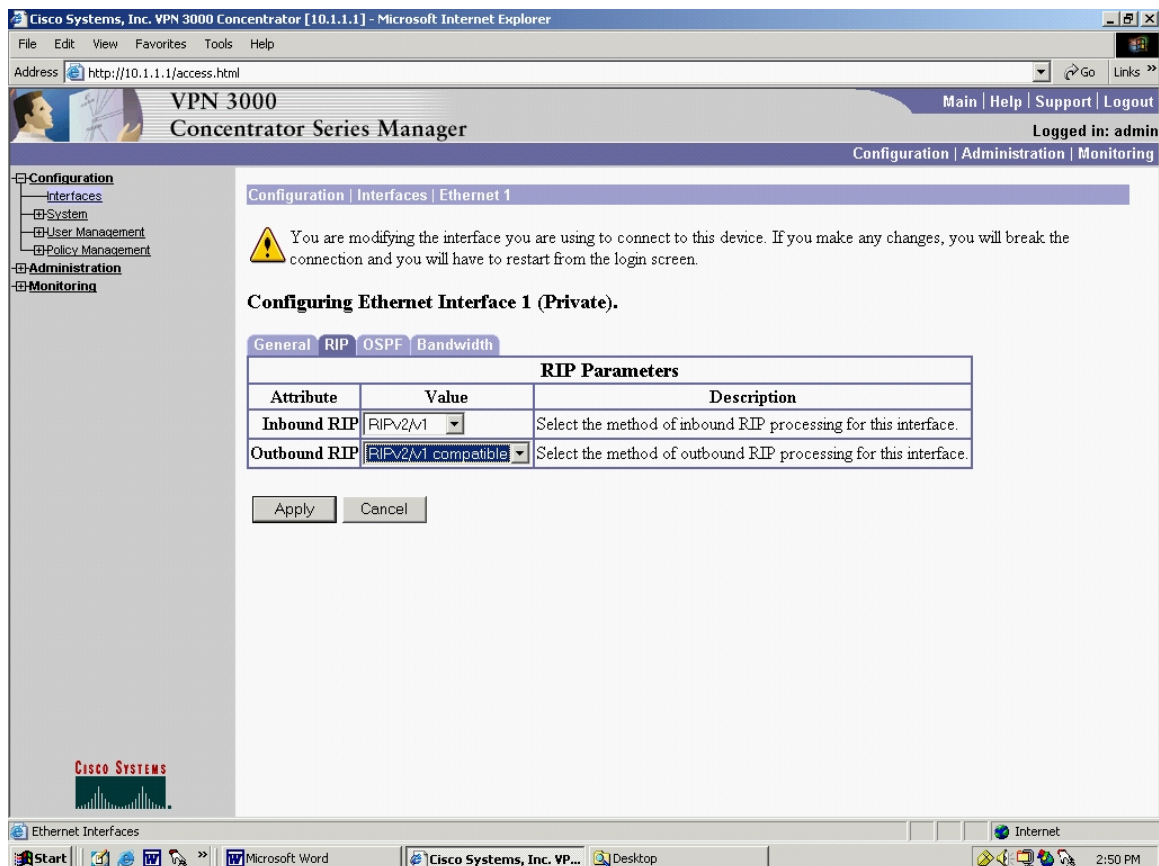 Cisco Systems, Inc. VPN 3000 Concentrator [10.1.1.1] - Microsoft Internet Explorer
File Edit View Favorites Tools Help
Address http://10.1.1.1/access.html Go Links »
VPN 3000
Concentrator Series Manager
Main | Help | Support | Logout
Logged in: admin
Configuration | Administration | Monitoring
Configuration
Interfaces
System
User Management
Policy Management
Administration
Monitoring
Configuration | Interfaces | Ethernet 1
You are modifying the interface you are using to connect to this device. If you make any changes, you will break the
connection and you will have to restart from the login screen.
Configuring Ethernet Interface 1 (Private).
General RIP OSPF Bandwidth
RIP Parameters
Attribute Value Description
Inbound RIP RIPv2/v1 Select the method of inbound RIP processing for this interface.
Outbound RIP RIPv2/v1 compatible Select the method of outbound RIP processing for this interface.
Apply Cancel
CISCO SYSTEMS
Ethernet Interfaces Internet
Start » Microsoft Word Cisco Systems, Inc. VP... Desktop 2:50 PM